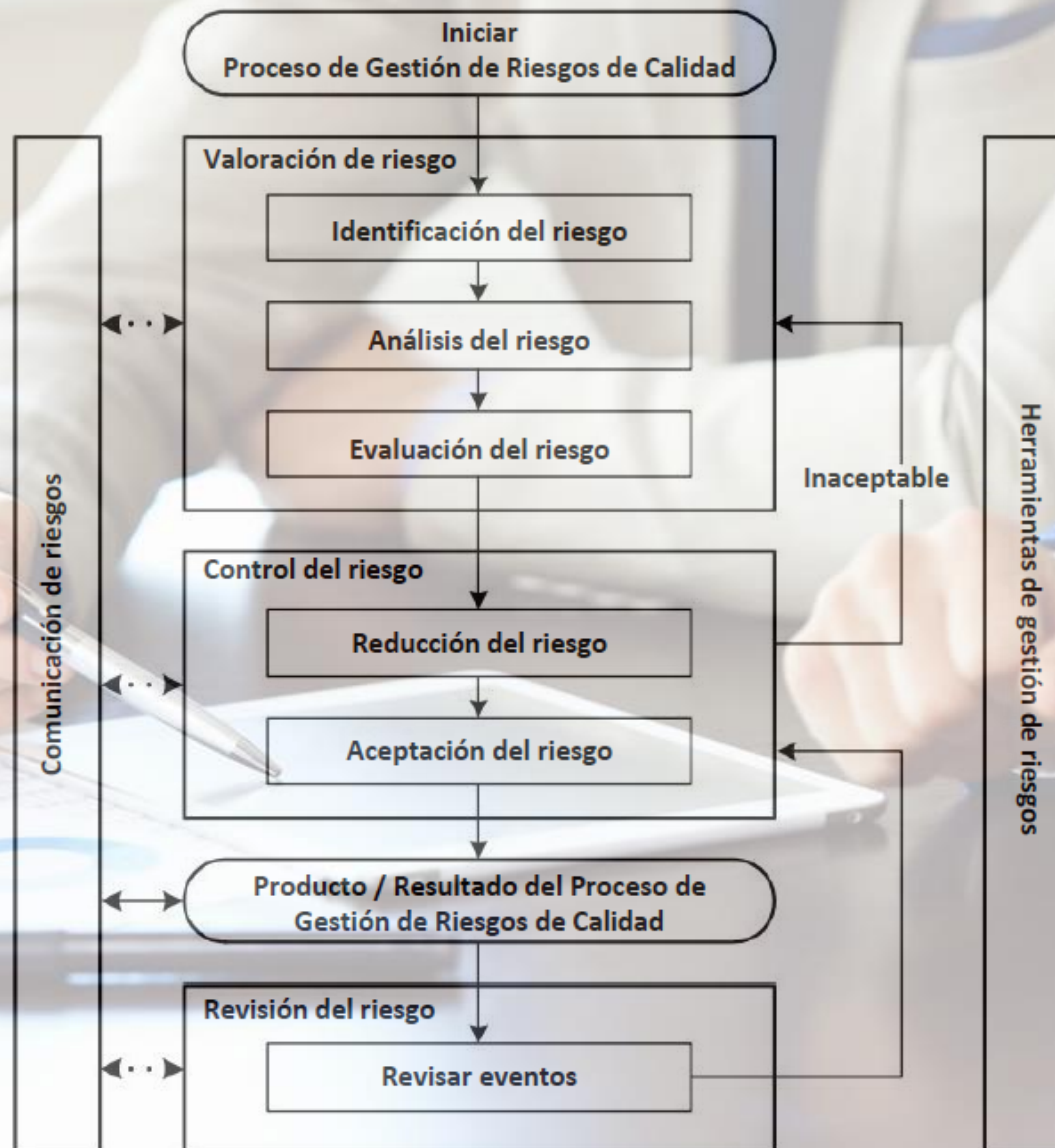 Iniciar
Proceso de Gestión de Riesgos de Calidad
Valoración de riesgo
Identificación del riesgo
Análisis del riesgo
Evaluación del riesgo
Inaceptable
Control del riesgo
Reducción del riesgo
Aceptación del riesgo
Producto / Resultado del Proceso de
Gestión de Riesgos de Calidad
Revisión del riesgo
Revisar eventos
Comunicación de riesgos
Herramientas de gestión de riesgos